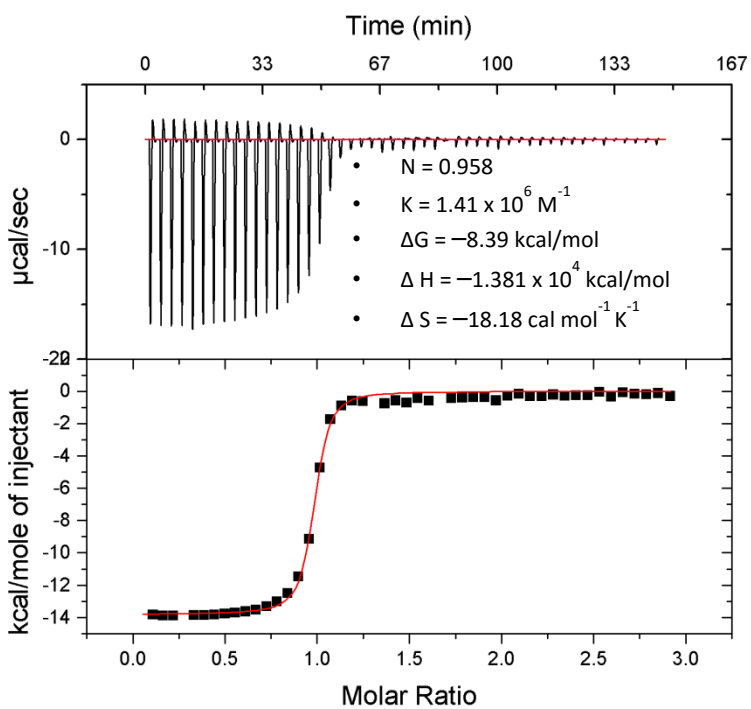 Time (min)
0 33 67 100 133 167
0
-10
-20
µcal/sec
• N = 0.958
• K = 1.41 x 10⁶ M⁻¹
• ΔG = −8.39 kcal/mol
• Δ H = −1.381 x 10⁴ kcal/mol
• Δ S = −18.18 cal mol⁻¹ K⁻¹
0
-2
-4
-6
-8
-10
-12
-14
kcal/mole of injectant
0.0 0.5 1.0 1.5 2.0 2.5 3.0
Molar Ratio